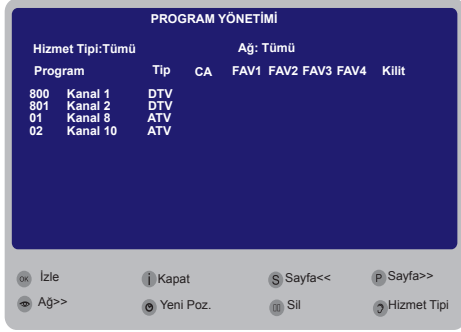 PROGRAM YÖNETİMİ
Hizmet Tipi:Tümü Ağ: Tümü
Program Tip CA FAV1 FAV2 FAV3 FAV4 Kilit
800 Kanal 1 DTV
801 Kanal 2 DTV
01 Kanal 8 ATV
02 Kanal 10 ATV
OK İzle i Kapat S Sayfa<< P Sayfa>>
Ağ>> Yeni Poz. Sil Hizmet Tipi